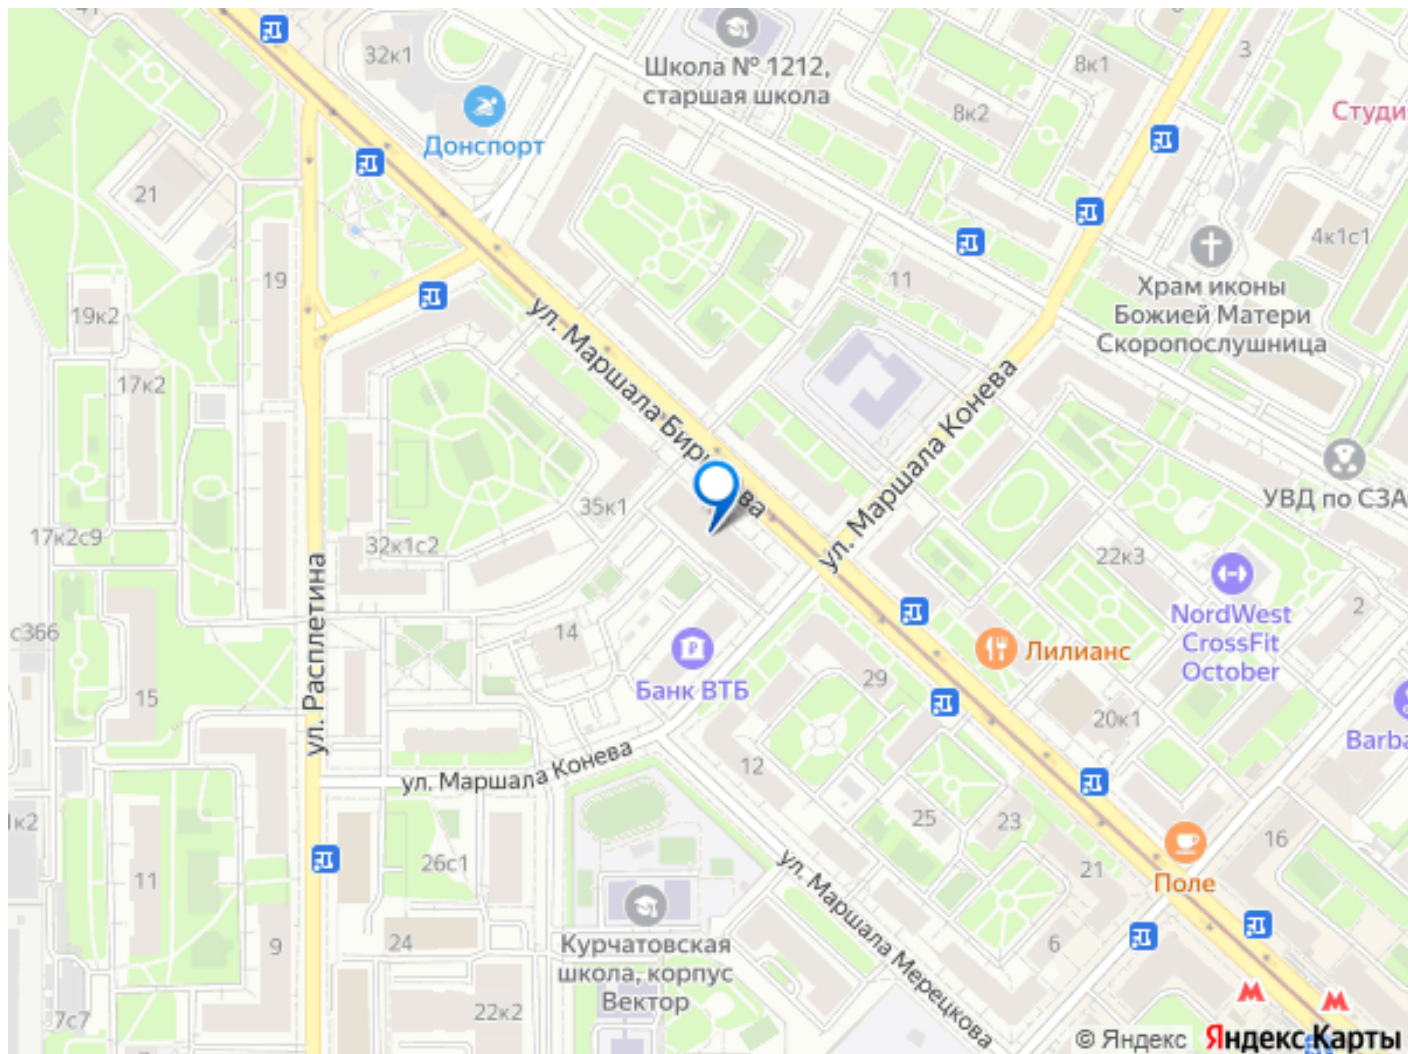 41
32к1
Донспорт
Школа № 1212,
старшая школа
8к2
8к1
3
Студи
21
19
19к2
17к2
17к2с9
ул. Маршала Бирюзова
11
ул. Маршала Конева
Храм иконы
Божией Матери
Скоропослушница
4к1с1
УВД по СЗА
35к1
32к1с2
22к3
NordWest
CrossFit
October
2
с366
ул. Расплетина
14
Банк ВТБ
Лилианс
15
29
20к1
Barba
ул. Маршала Конева
12
25
23
1к2
26с1
ул. Маршала Мерецкова
21
Поле
16
11
9
24
Курчатовская
школа, корпус
Вектор
6
22к2
7с7
© Яндекс
Яндекс Карты